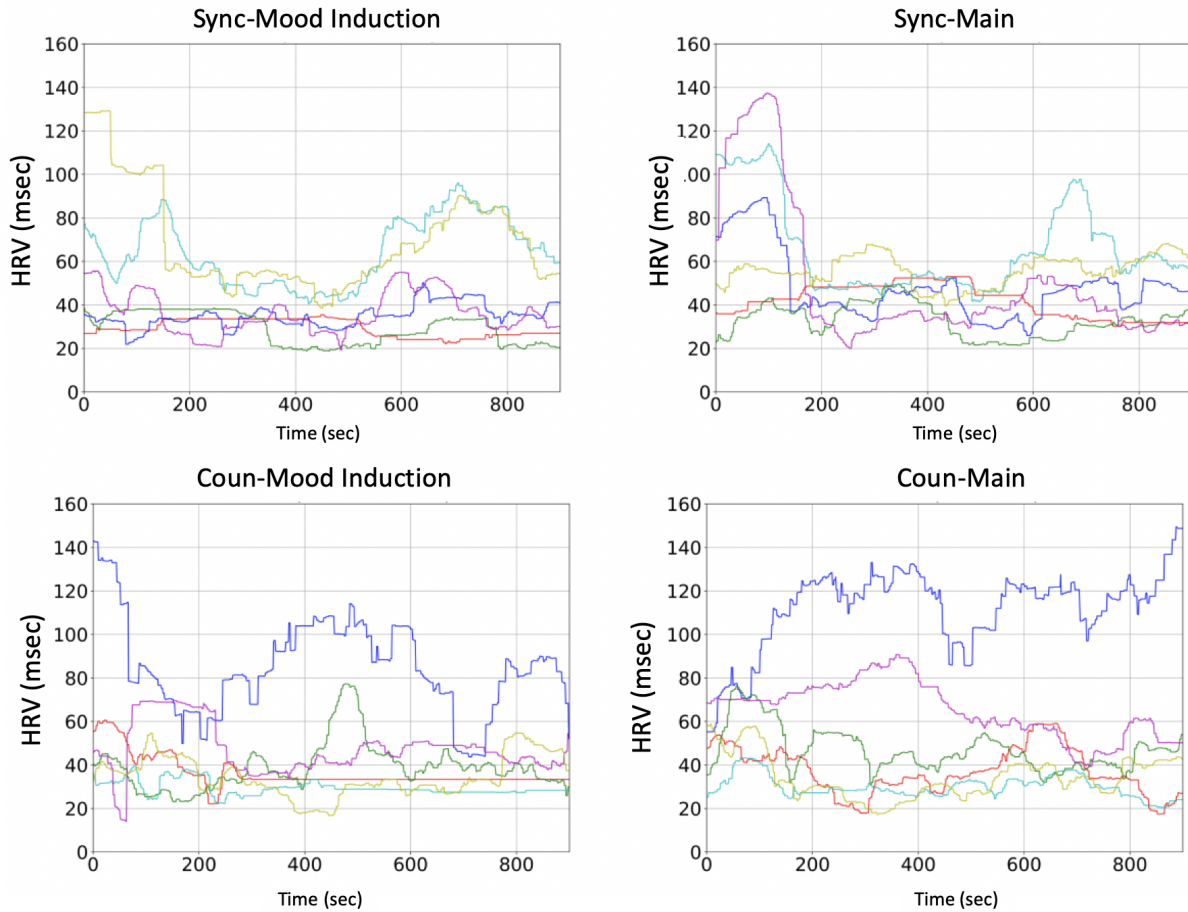 Sync-Mood Induction
HRV (msec)
160
140
120
100
80
60
40
20
0
0 200 400 600 800
Time (sec)
Sync-Main
HRV (msec)
160
140
120
.00
80
60
40
20
0
0 200 400 600 800
Time (sec)
Coun-Mood Induction
HRV (msec)
160
140
120
100
80
60
40
20
0
0 200 400 600 800
Time (sec)
Coun-Main
HRV (msec)
160
140
120
100
80
60
40
20
0
0 200 400 600 800
Time (sec)